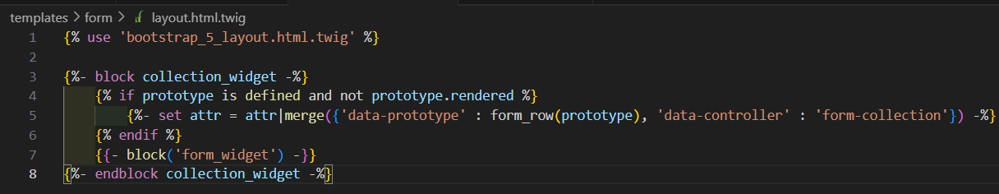 templates > form > layout.html.twig
1 {% use 'bootstrap_5_layout.html.twig' %}
2
3 {%- block collection_widget -%}
4 {% if prototype is defined and not prototype.rendered %}
5 {%- set attr = attr|merge({'data-prototype' : form_row(prototype), 'data-controller' : 'form-collection'}) -%}
6 {% endif %}
7 {{- block('form_widget') -}}
8 {%- endblock collection_widget -%}